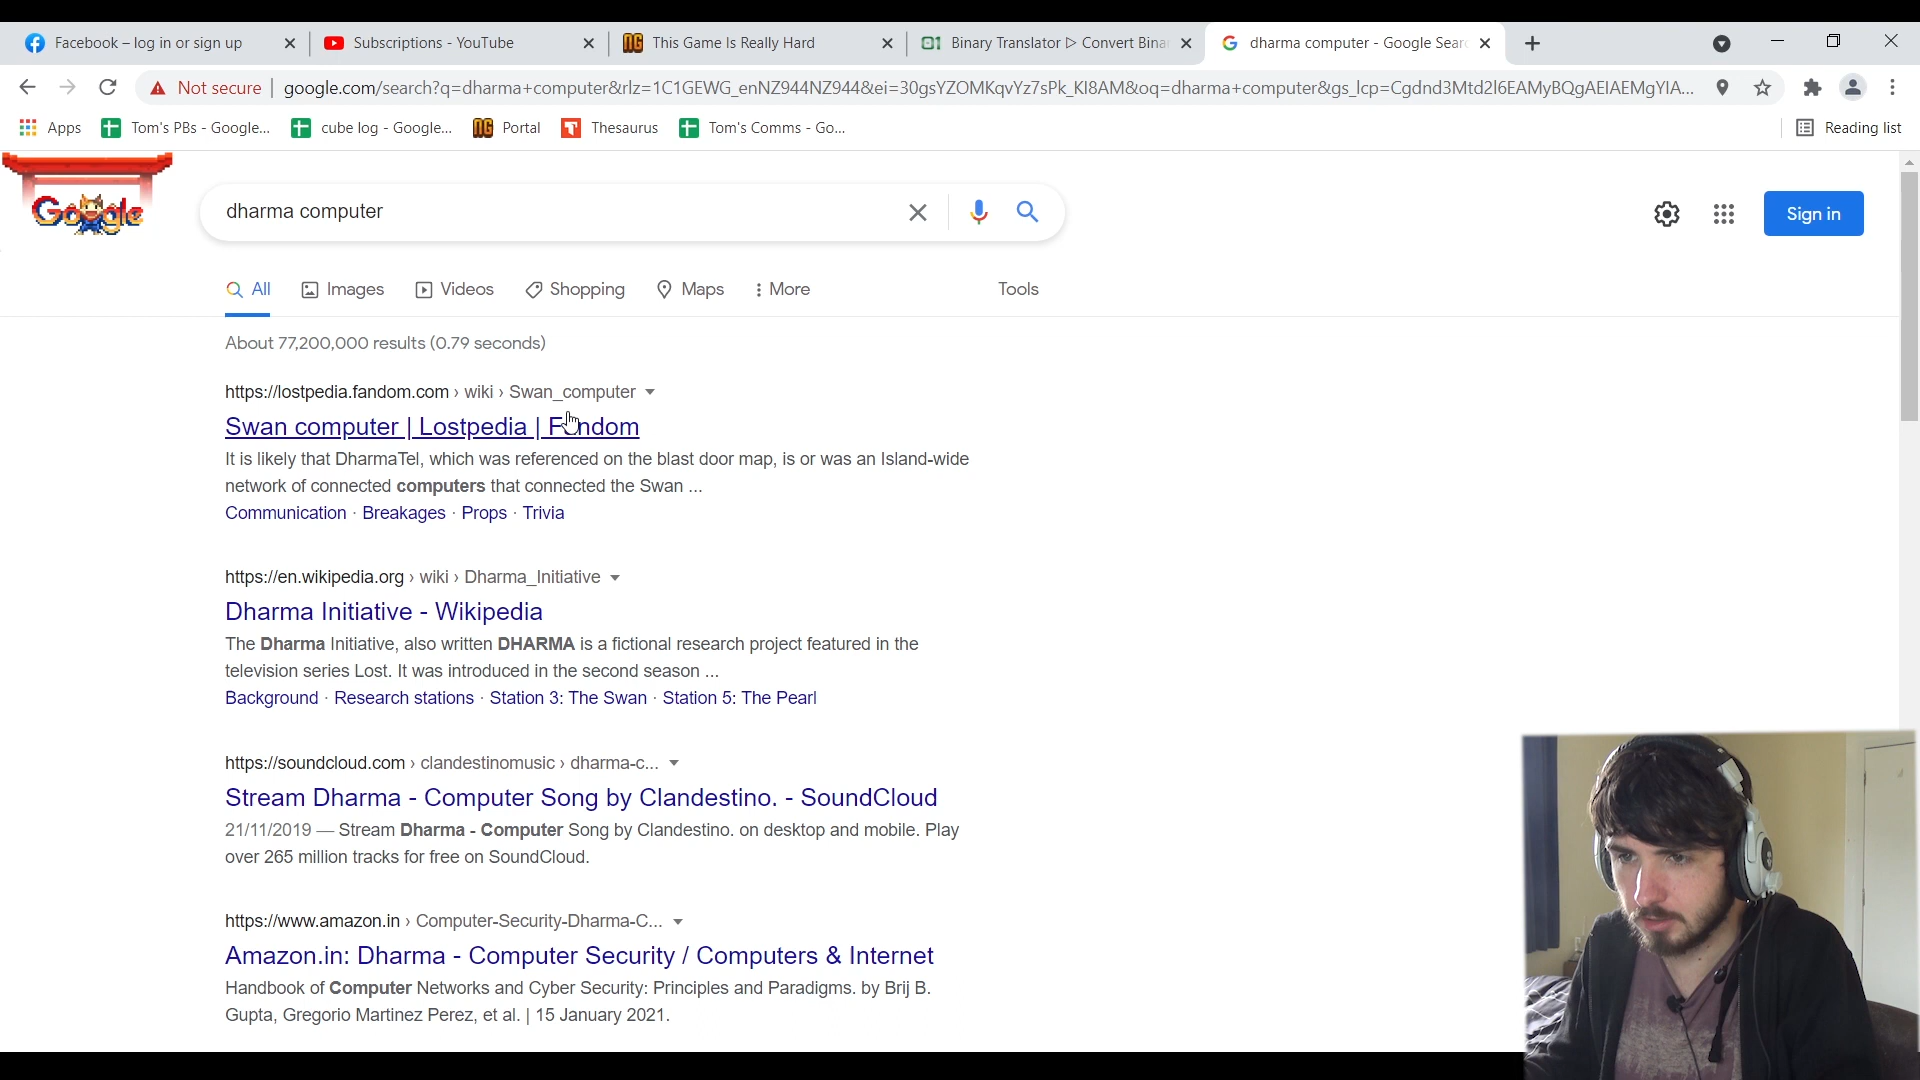 Facebook – log in or sign up
Subscriptions - YouTube
This Game Is Really Hard
Binary Translator ▷ Convert Bina
dharma computer - Google Searc
Not secure
google.com/search?q=dharma+computer&rlz=1C1GEWG_enNZ944NZ944&ei=30gsYZOMKqvYz7sPk_KI8AM&oq=dharma+computer&gs_lcp=Cgdnd3Mtd2l6EAMyBQgAEIAEMgYIA...
Apps
Tom's PBs - Google...
cube log - Google...
Portal
Thesaurus
Tom's Comms - Go...
Reading list
Google
dharma computer
Sign in
All
Images
Videos
Shopping
Maps
More
Tools
About 77,200,000 results (0.79 seconds)
https://lostpedia.fandom.com › wiki › Swan_computer
Swan computer | Lostpedia | Fandom
It is likely that DharmaTel, which was referenced on the blast door map, is or was an Island-wide
network of connected computers that connected the Swan ...
Communication · Breakages · Props · Trivia
https://en.wikipedia.org › wiki › Dharma_Initiative
Dharma Initiative - Wikipedia
The Dharma Initiative, also written DHARMA is a fictional research project featured in the
television series Lost. It was introduced in the second season ...
Background · Research stations · Station 3: The Swan · Station 5: The Pearl
https://soundcloud.com › clandestinomusic › dharma-c...
Stream Dharma - Computer Song by Clandestino. - SoundCloud
21/11/2019 — Stream Dharma - Computer Song by Clandestino. on desktop and mobile. Play
over 265 million tracks for free on SoundCloud.
https://www.amazon.in › Computer-Security-Dharma-C...
Amazon.in: Dharma - Computer Security / Computers & Internet
Handbook of Computer Networks and Cyber Security: Principles and Paradigms. by Brij B.
Gupta, Gregorio Martinez Perez, et al. | 15 January 2021.